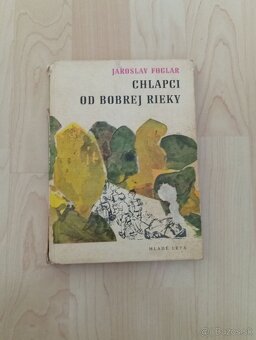 JAROSLAV FOGLAR
CHLAPCI
OD BOBREJ RIEKY
MLADÉ LETÁ